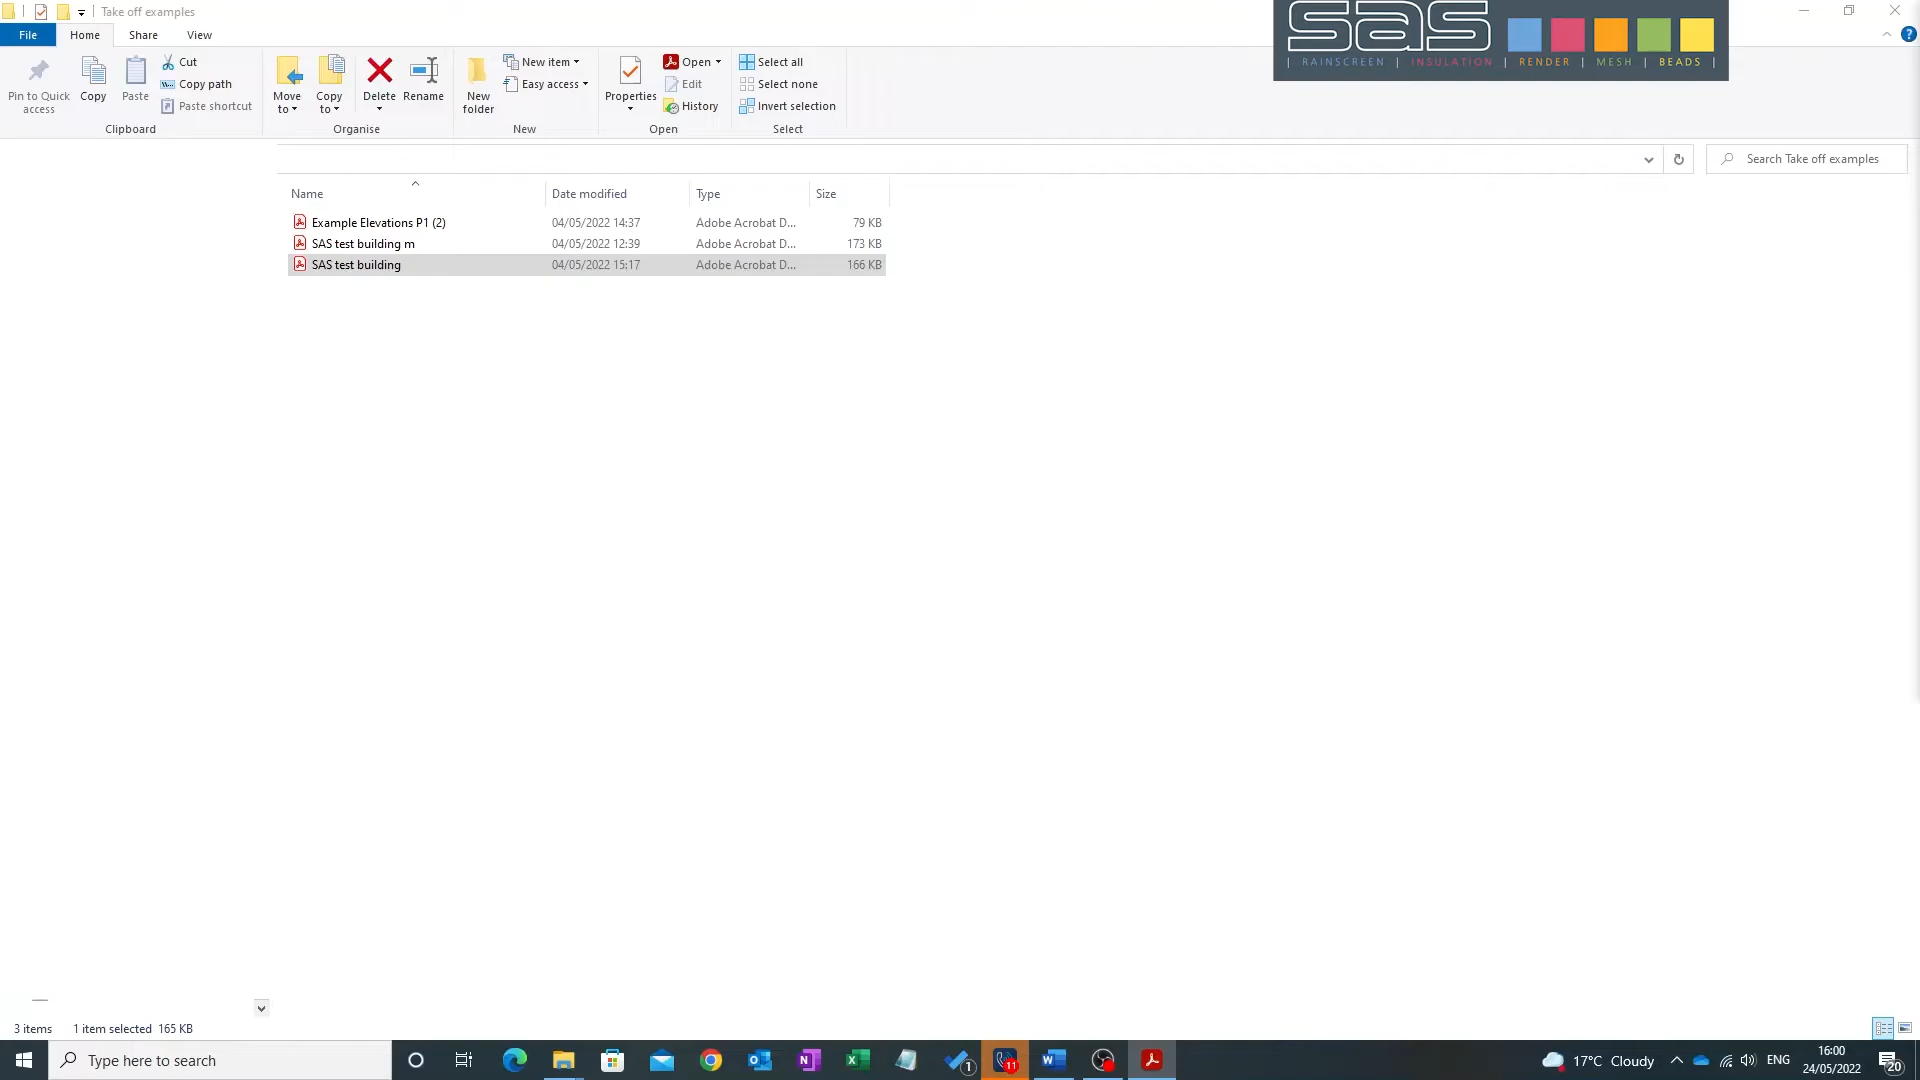 Take off examples
File Home Share View
sas
| RAINSCREEN | INSULATION | RENDER | MESH | BEADS |
Pin to Quick access
Copy
Paste
Cut
Copy path
Paste shortcut
Clipboard
Move to
Copy to
Delete
Rename
Organise
New folder
New item
Easy access
New
Properties
Open
Edit
History
Open
Select all
Select none
Invert selection
Select
Search Take off examples
Name Date modified Type Size
Example Elevations P1 (2) 04/05/2022 14:37 Adobe Acrobat D... 79 KB
SAS test building m 04/05/2022 12:39 Adobe Acrobat D... 173 KB
SAS test building 04/05/2022 15:17 Adobe Acrobat D... 166 KB
3 items 1 item selected 165 KB
Type here to search
1
11
17°C Cloudy
ENG
16:00
24/05/2022
20